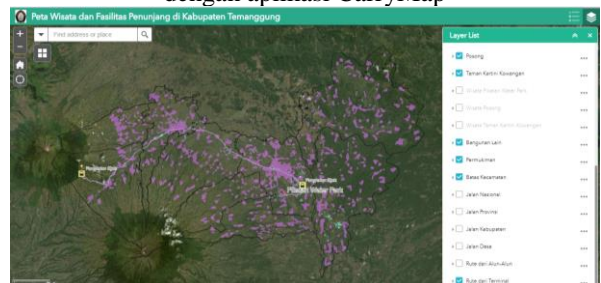 dengan aplikasi CarryMap
Peta Wisata dan Fasilitas Penunjang di Kabupaten Temanggung
Find address or place
Layer List
Posong
Taman Kartini Kowangan
Wisata Pikatan Water Park
Wisata Posong
Wisata Taman Kartini Kowangan
Bangunan Lain
Permukiman
Batas Kecamatan
Jalan Nasional
Jalan Provinsi
Jalan Kabupaten
Jalan Desa
Rute dari Alun-Alun
Rute dari Terminal
Pikatan Water Park